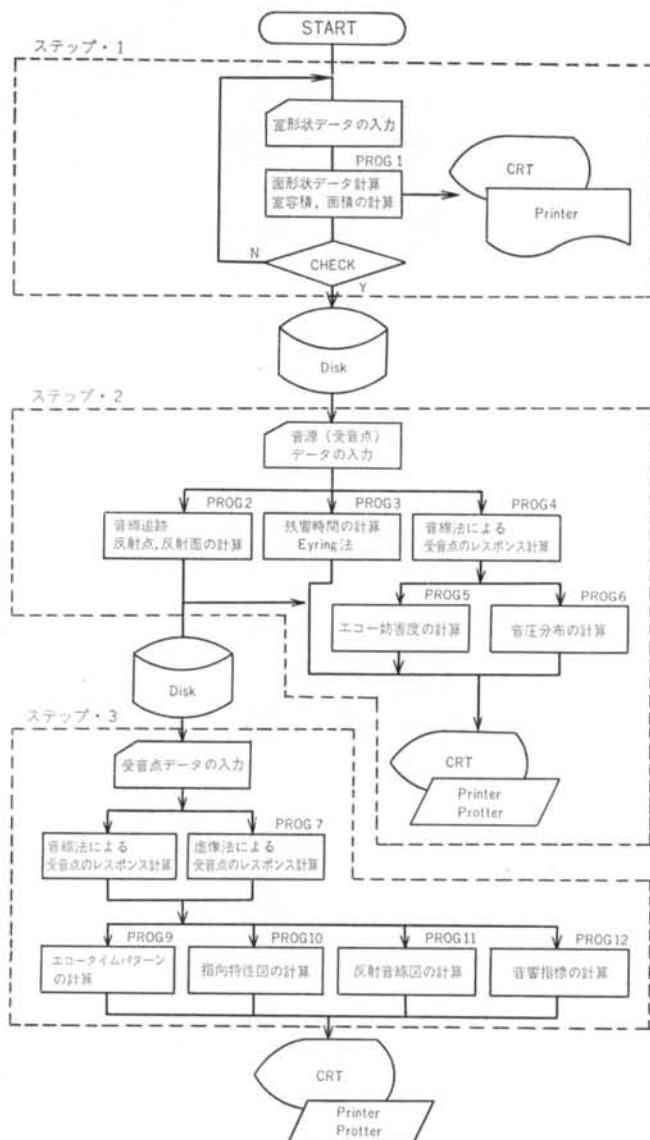 START
ステップ・1
室形状データの入力
PROG 1
面形状データ計算
室容積，面積の計算
CRT
Printer
N
CHECK
Y
Disk
ステップ・2
音源（受音点）
データの入力
PROG2
音線追跡
反射点，反射面の計算
PROG3
残響時間の計算
Eyring法
PROG4
音線法による
受音点のレスポンス計算
PROG5
エコー妨害度の計算
PROG6
音圧分布の計算
Disk
CRT
Printer
Protter
ステップ・3
受音点データの入力
音線法による
受音点のレスポンス計算
PROG 7
虚像法による
受音点のレスポンス計算
PROG9
エコータイムパターン
の計算
PROG10
指向特性図の計算
PROG11
反射音線図の計算
PROG12
音響指標の計算
CRT
Printer
Protter